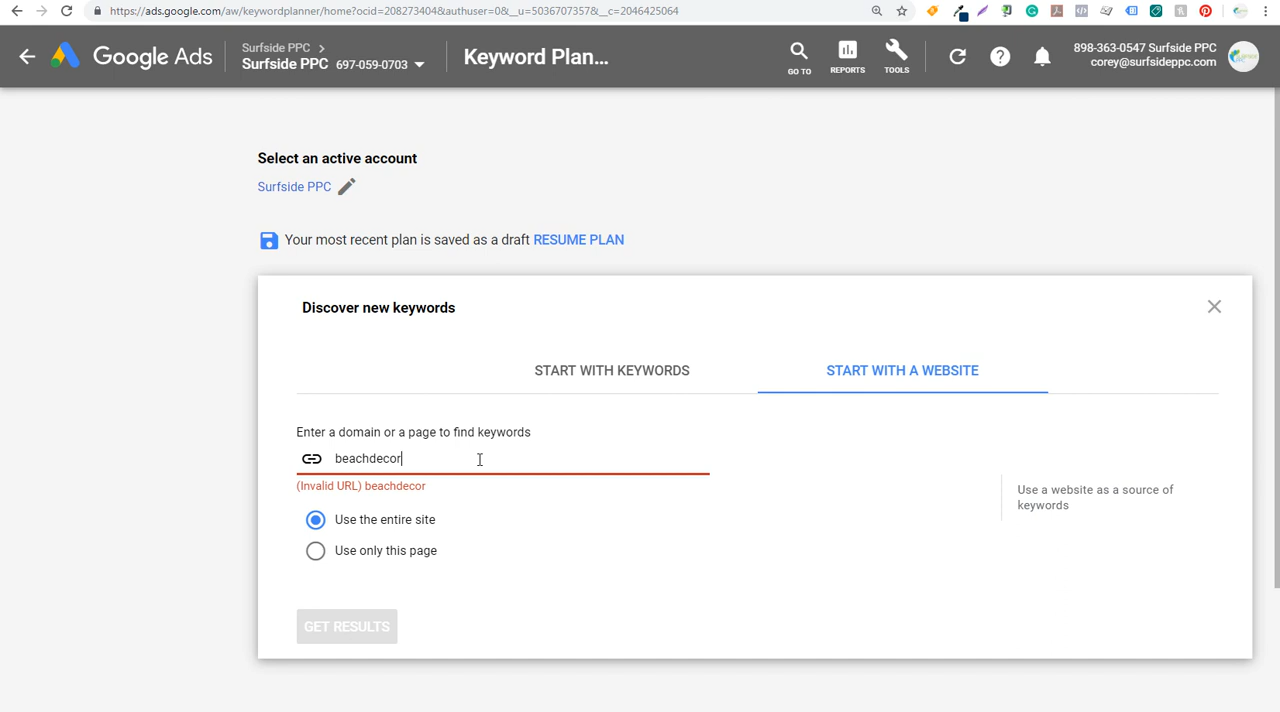 https://ads.google.com/aw/keywordplanner/home?ocid=208273404&authuser=0&__u=5036707357&__c=2046425064
Google Ads
Surfside PPC >
Surfside PPC 697-059-0703
Keyword Plan...
GO TO
REPORTS
TOOLS
898-363-0547 Surfside PPC
corey@surfsideppc.com
Select an active account
Surfside PPC
Your most recent plan is saved as a draft RESUME PLAN
Discover new keywords
START WITH KEYWORDS
START WITH A WEBSITE
Enter a domain or a page to find keywords
beachdecor
(Invalid URL) beachdecor
Use the entire site
Use only this page
Use a website as a source of
keywords
GET RESULTS